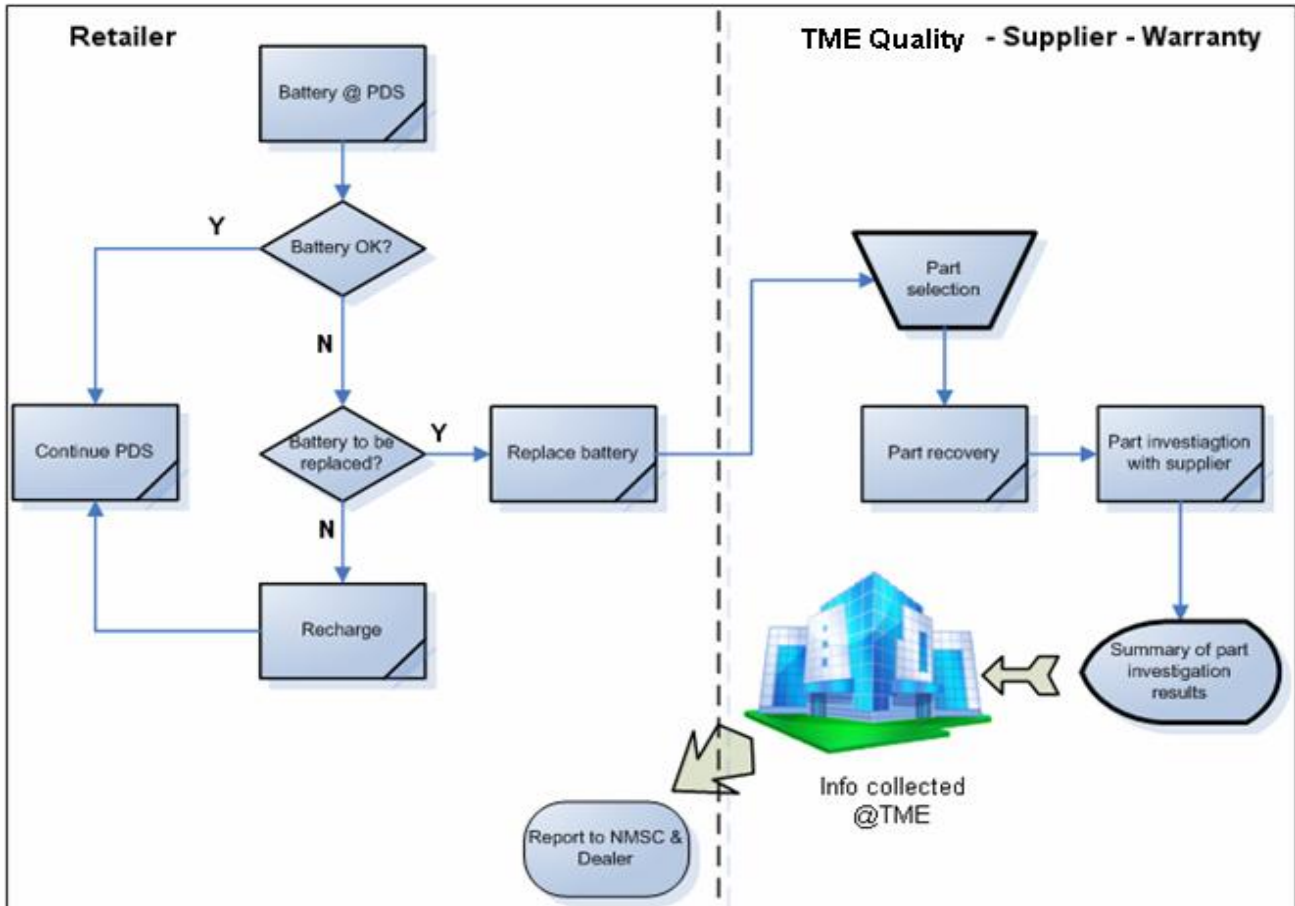 Retailer
TME Quality - Supplier - Warranty
Battery @ PDS
Y
Battery OK?
Part
selection
N
Continue PDS
Battery to be
replaced?
Y
Replace battery
Part recovery
Part investiagtion
with supplier
N
Recharge
Summary of part
investigation
results
Info collected
@TME
Report to NMSC &
Dealer